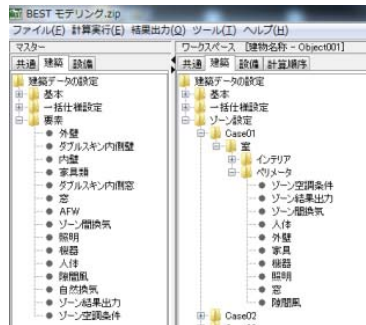 BEST モデリング.zip
ファイル(F) 計算実行(E) 結果出力(O) ツール(T) ヘルプ(H)
マスター
共通 建築 設備
建築データの設定
基本
一括仕様設定
要素
外壁
ダブルスキン内側壁
内壁
家具類
ダブルスキン内側窓
窓
AFW
ゾーン間換気
照明
機器
人体
隙間風
自然換気
ゾーン結果出力
ゾーン空調条件
ワークスペース [建物名称 - Object001]
共通 建築 設備 計算順序
建築データの設定
基本
一括仕様設定
ゾーン設定
Case01
室
インテリア
ペリメータ
ゾーン空調条件
ゾーン結果出力
ゾーン間換気
人体
外壁
家具
機器
照明
窓
隙間風
Case02